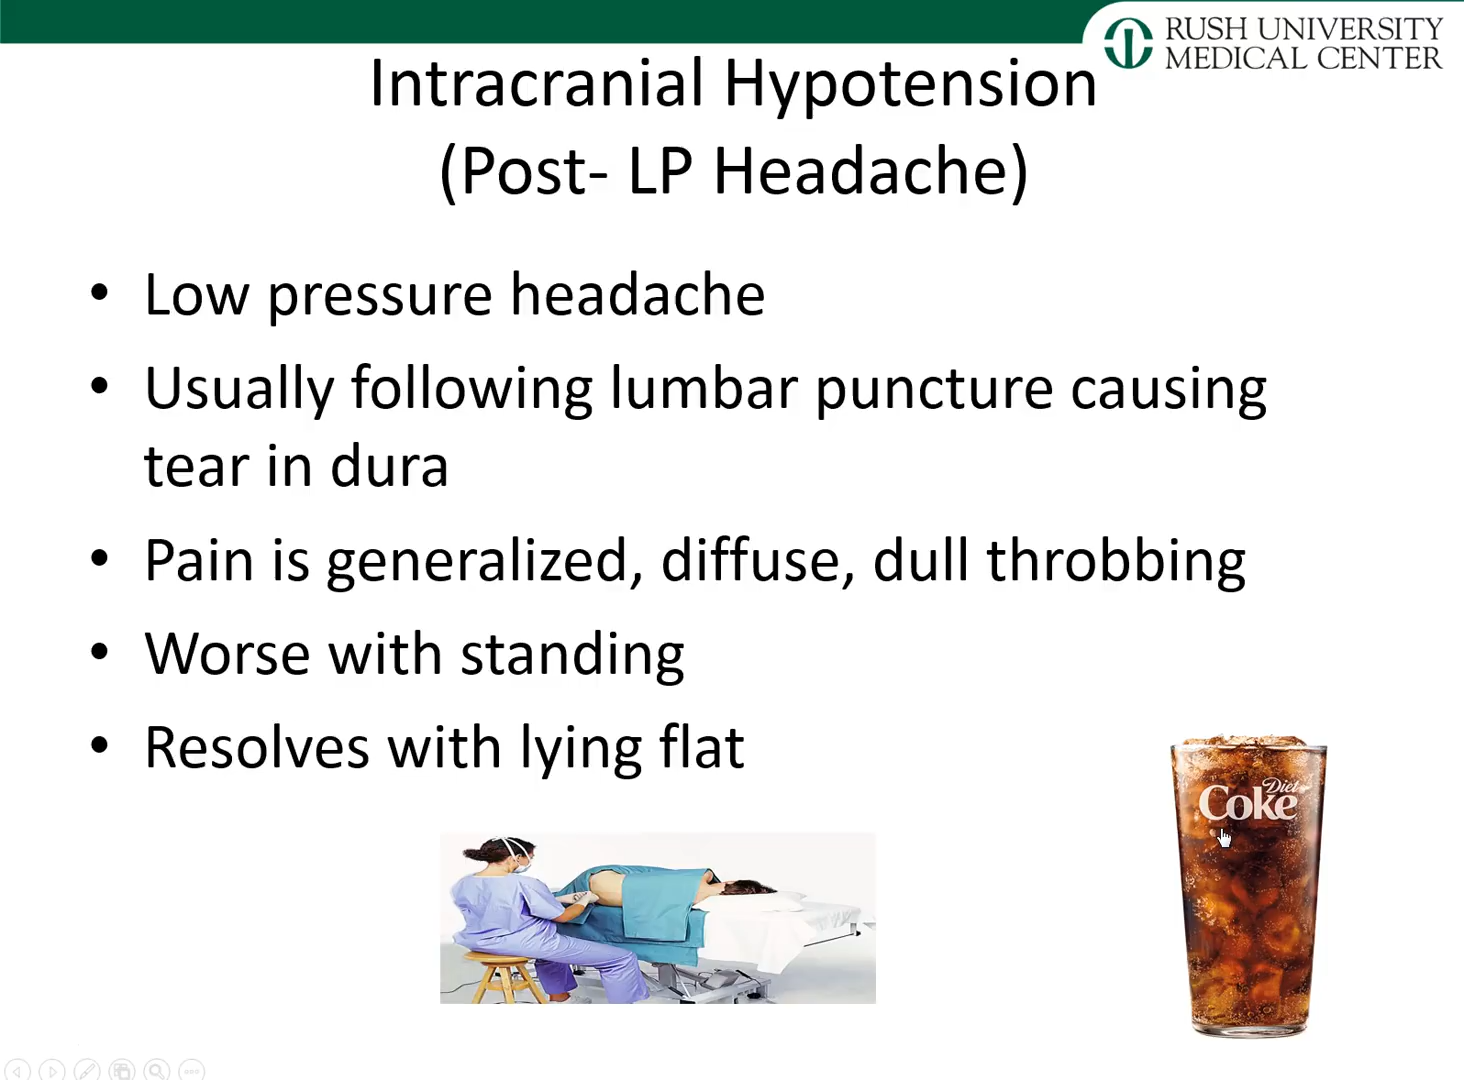 RUSH UNIVERSITY
MEDICAL CENTER
Intracranial Hypotension
(Post- LP Headache)
• Low pressure headache
• Usually following lumbar puncture causing
tear in dura
• Pain is generalized, diffuse, dull throbbing
• Worse with standing
• Resolves with lying flat
Diet
Coke